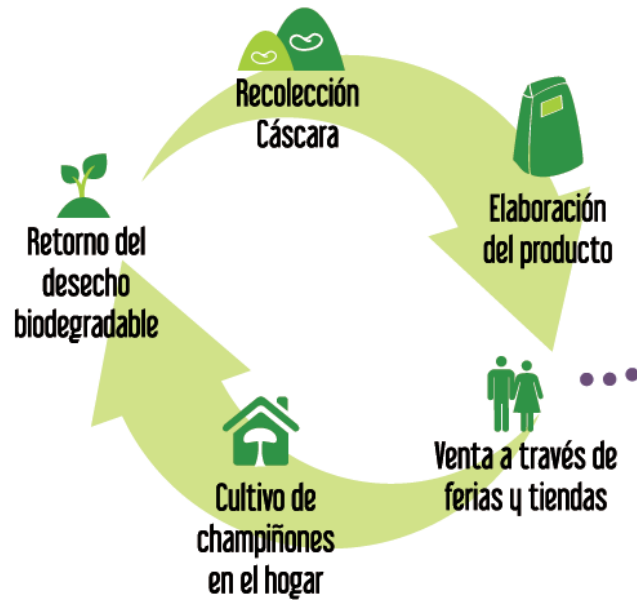 Recolección
Cáscara
Elaboración
del producto
Venta a través de
ferias y tiendas
Cultivo de
champiñones
en el hogar
Retorno del
desecho
biodegradable